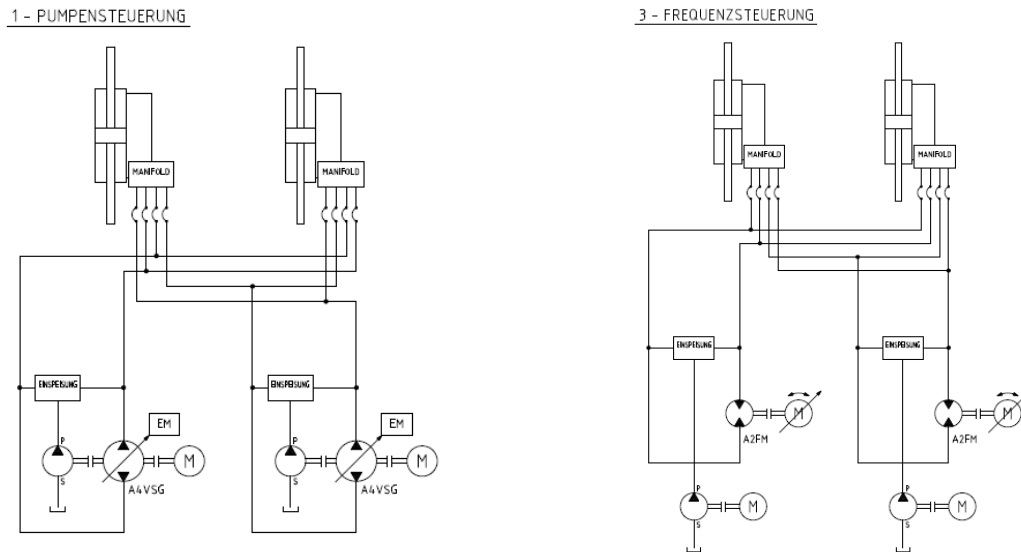 1 - PUMPENSTEUERUNG
3 - FREQUENZSTEUERUNG
MANIFOLD
MANIFOLD
MANIFOLD
MANIFOLD
EINSPEISUNG
EINSPEISUNG
EINSPEISUNG
EINSPEISUNG
EM
EM
M
M
A2FM
A2FM
P
S
M
A4VSG
P
S
M
A4VSG
P
S
M
P
S
M